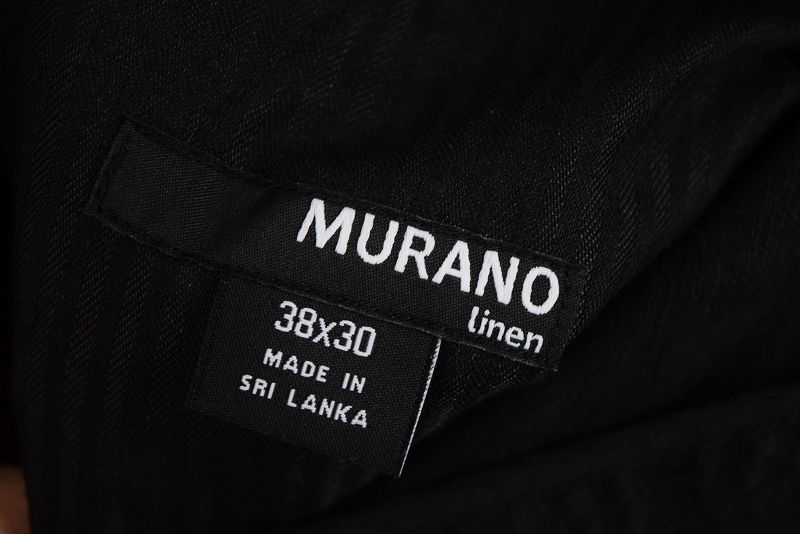 MURANO
linen
38x30
MADE IN
SRI LANKA